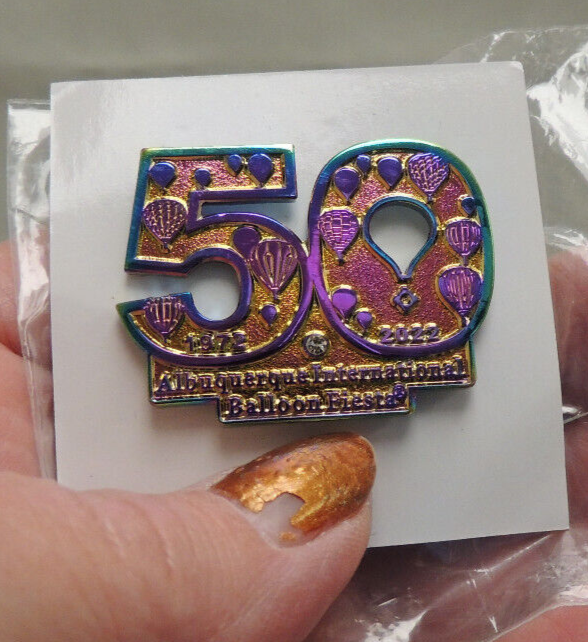 50
1972 2022
Albuquerque International
Balloon Fiesta®